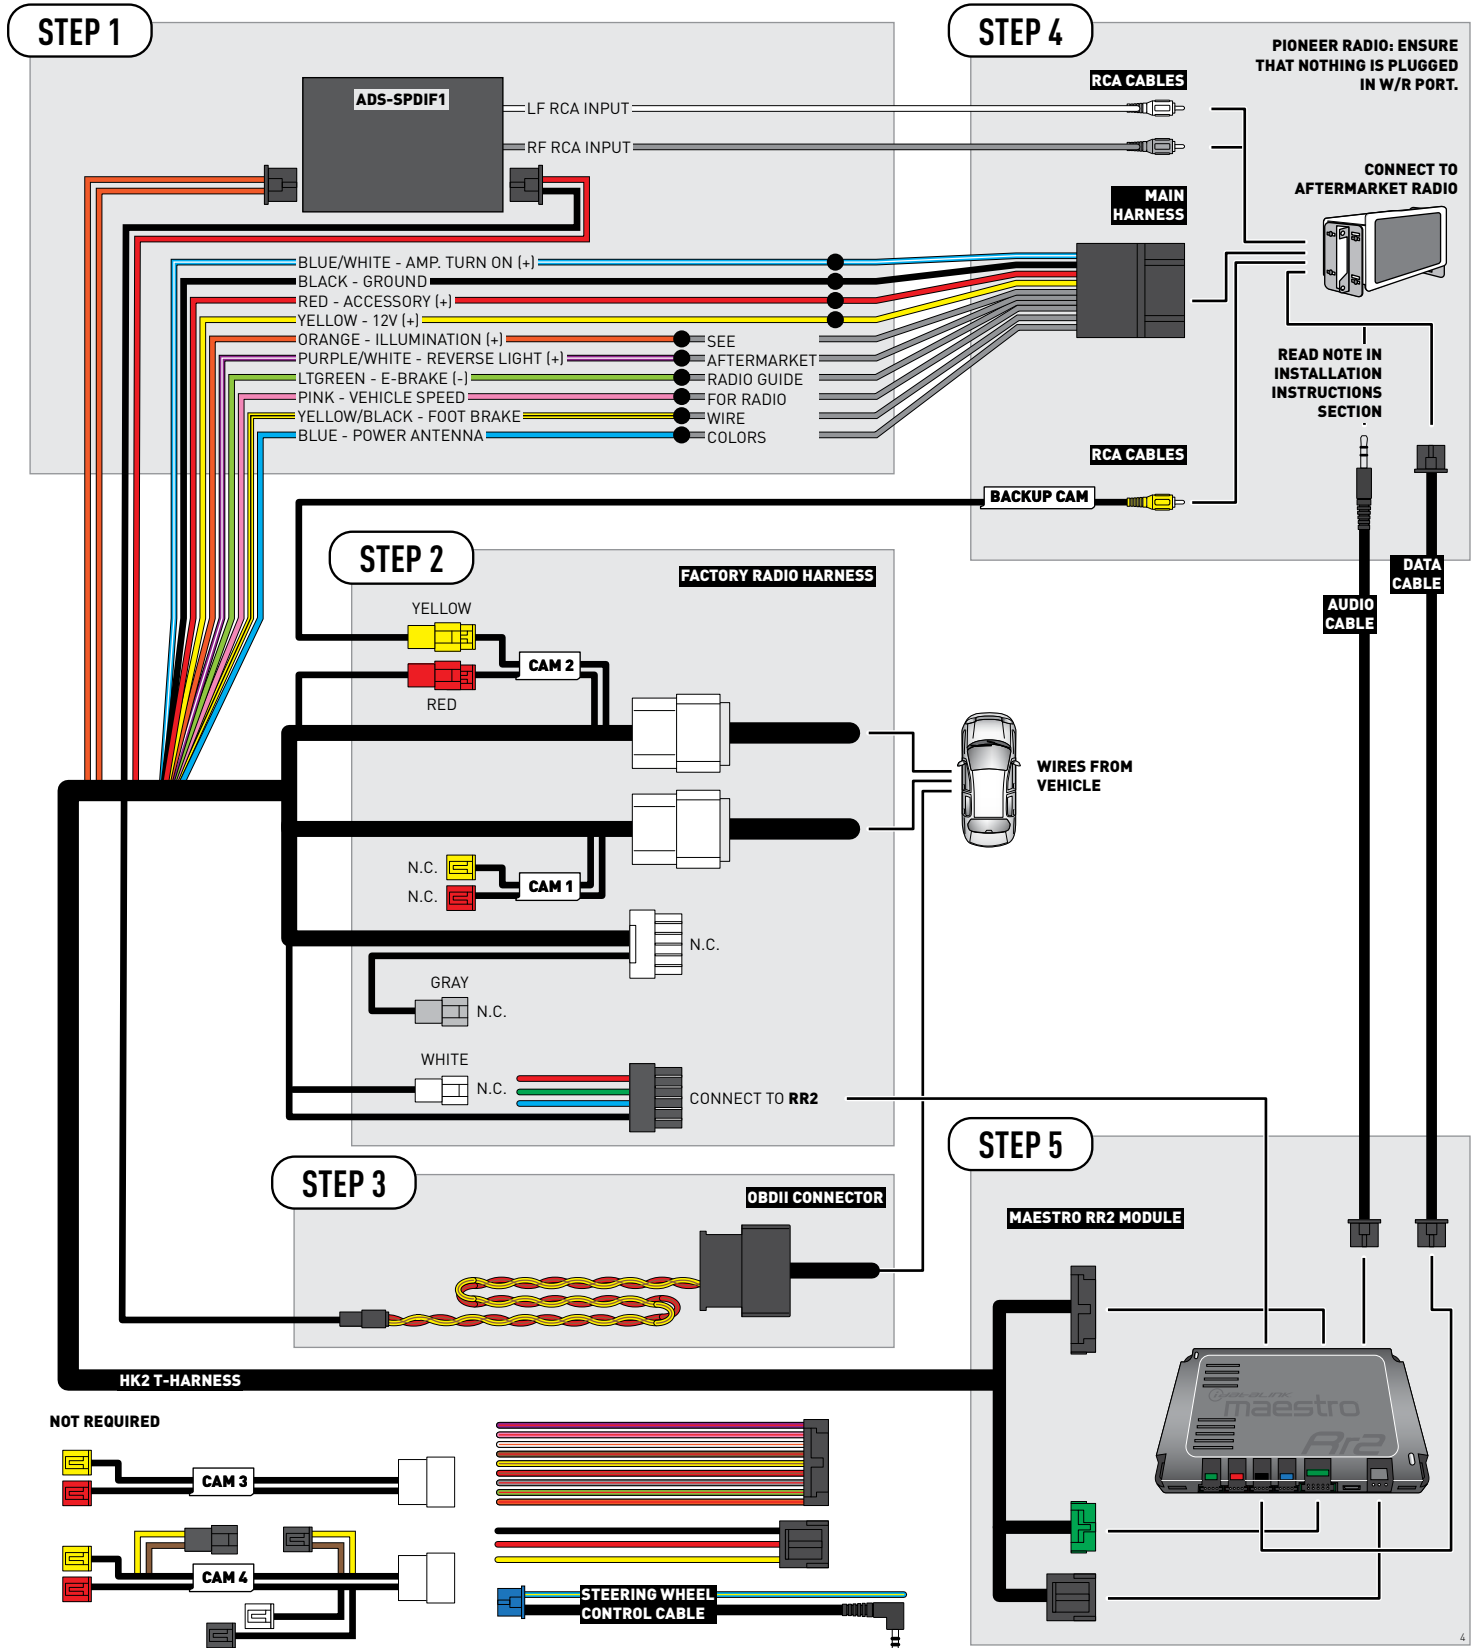 STEP 1
ADS-SPDIF1
LF RCA INPUT
RF RCA INPUT
BLUE/WHITE - AMP. TURN ON (+)
BLACK - GROUND
RED - ACCESSORY (+)
YELLOW - 12V (+)
ORANGE - ILLUMINATION (+)
PURPLE/WHITE - REVERSE LIGHT (+)
LTGREEN - E-BRAKE (-)
PINK - VEHICLE SPEED
YELLOW/BLACK - FOOT BRAKE
BLUE - POWER ANTENNA
SEE
AFTERMARKET
RADIO GUIDE
FOR RADIO
WIRE
COLORS
STEP 4
PIONEER RADIO: ENSURE
THAT NOTHING IS PLUGGED
IN W/R PORT.
RCA CABLES
CONNECT TO
AFTERMARKET RADIO
MAIN
HARNESS
READ NOTE IN
INSTALLATION
INSTRUCTIONS
SECTION
RCA CABLES
BACKUP CAM
DATA
CABLE
AUDIO
CABLE
STEP 2
FACTORY RADIO HARNESS
YELLOW
CAM 2
RED
WIRES FROM
VEHICLE
N.C.
N.C.
CAM 1
N.C.
GRAY
N.C.
WHITE
N.C.
CONNECT TO RR2
STEP 3
OBDII CONNECTOR
STEP 5
MAESTRO RR2 MODULE
iDATALINK
maestro
Rr2
HK2 T-HARNESS
NOT REQUIRED
CAM 3
CAM 4
STEERING WHEEL
CONTROL CABLE
4